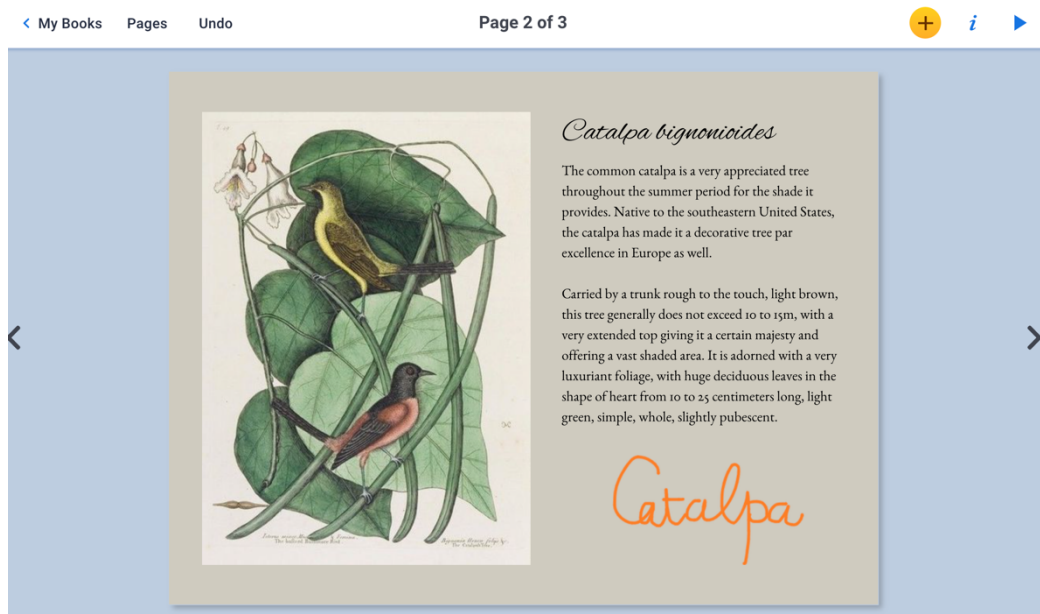 My Books Pages Undo Page 2 of 3
Catalpa bignonioides
The common catalpa is a very appreciated tree
throughout the summer period for the shade it
provides. Native to the southeastern United States,
the catalpa has made it a decorative tree par
excellence in Europe as well.
Carried by a trunk rough to the touch, light brown,
this tree generally does not exceed 10 to 15m, with a
very extended top giving it a certain majesty and
offering a vast shaded area. It is adorned with a very
luxuriant foliage, with huge deciduous leaves in the
shape of heart from 10 to 25 centimeters long, light
green, simple, whole, slightly pubescent.
Catalpa